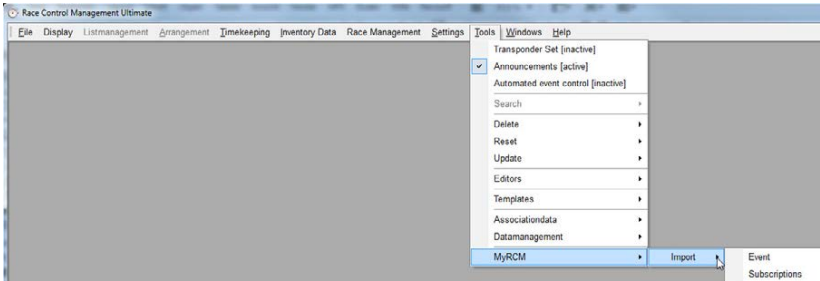 Race Control Management Ultimate
File Display Listmanagement Arrangement Timekeeping Inventory Data Race Management Settings Tools Windows Help
Transponder Set [inactive]
Announcements [active]
Automated event control [inactive]
Search
Delete
Reset
Update
Editors
Templates
Associationdata
Datamanagement
MyRCM Import Event
Subscriptions